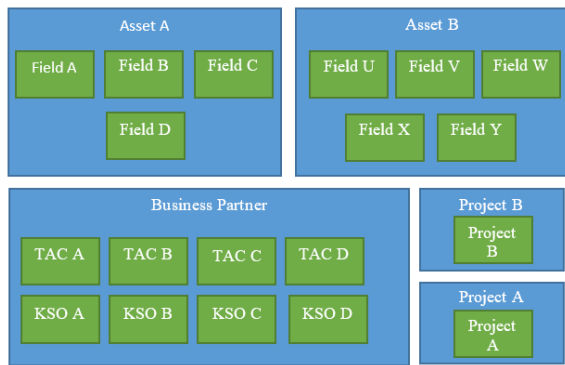 Asset A
Field A
Field B
Field C
Field D
Asset B
Field U
Field V
Field W
Field X
Field Y
Business Partner
TAC A
TAC B
TAC C
TAC D
KSO A
KSO B
KSO C
KSO D
Project B
Project
B
Project A
Project
A